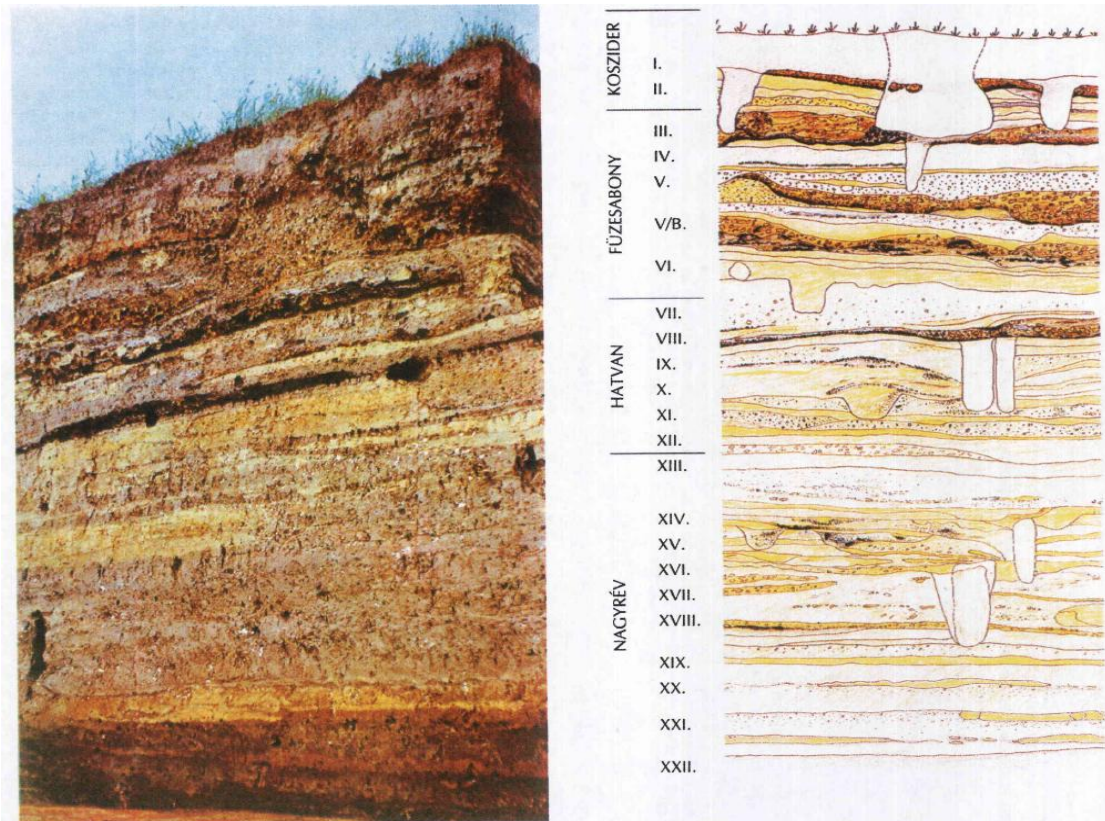 KOSZIDER
I.
II.
FÜZESABONY
III.
IV.
V.
V/B.
VI.
HATVAN
VII.
VIII.
IX.
X.
XI.
XII.
NAGYRÉV
XIII.
XIV.
XV.
XVI.
XVII.
XVIII.
XIX.
XX.
XXI.
XXII.